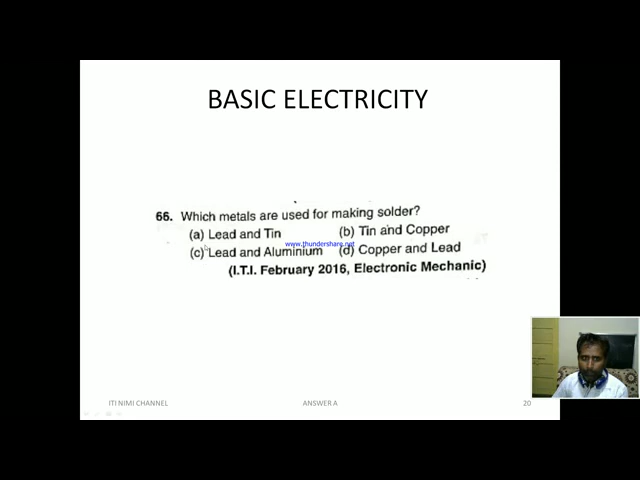 BASIC ELECTRICITY
66. Which metals are used for making solder?
(a) Lead and Tin (b) Tin and Copper
www.thundershare.net
(c) Lead and Aluminium (d) Copper and Lead
(I.T.I. February 2016, Electronic Mechanic)
ITI NIMI CHANNEL ANSWER A 20